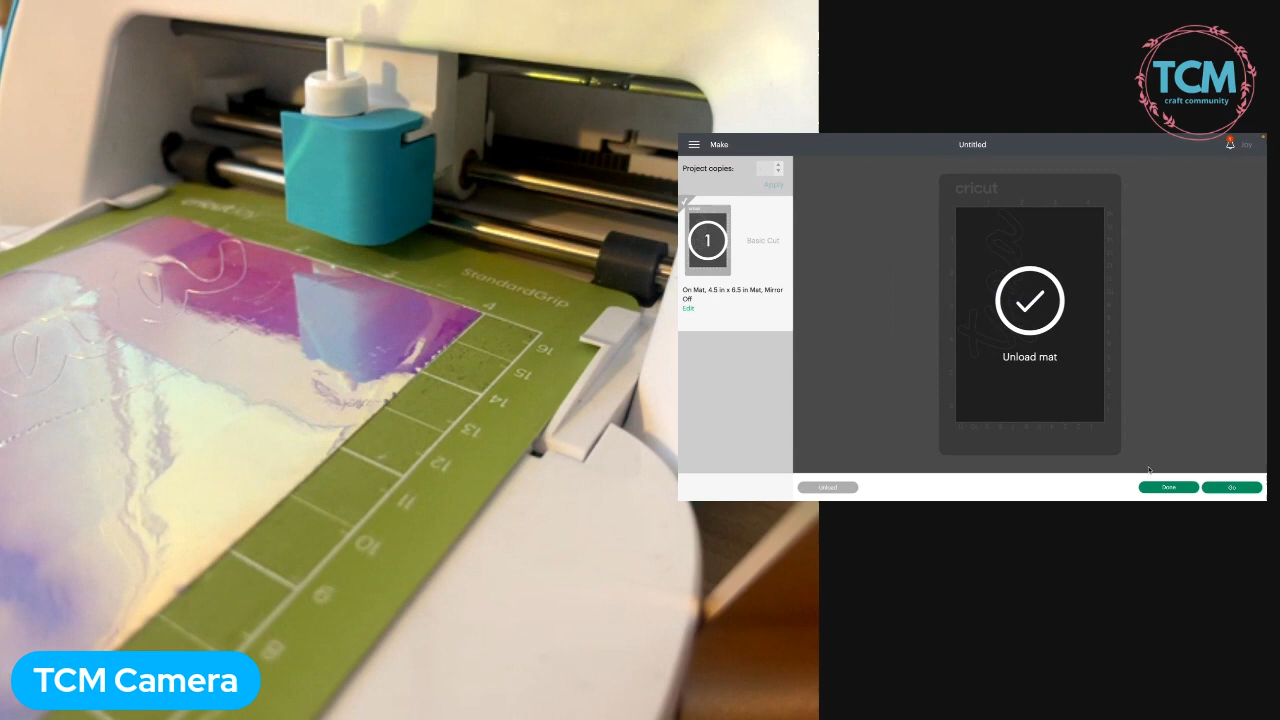 TCM
craft community
Make
Untitled
Joy
Project copies:
Apply
1
Basic Cut
On Mat, 4.5 in x 6.5 in Mat, Mirror
Off
Edit
cricut
Unload mat
Unload
Done
Go
StandardGrip
4
16
15
14
13
12
11
10
9
8
TCM Camera